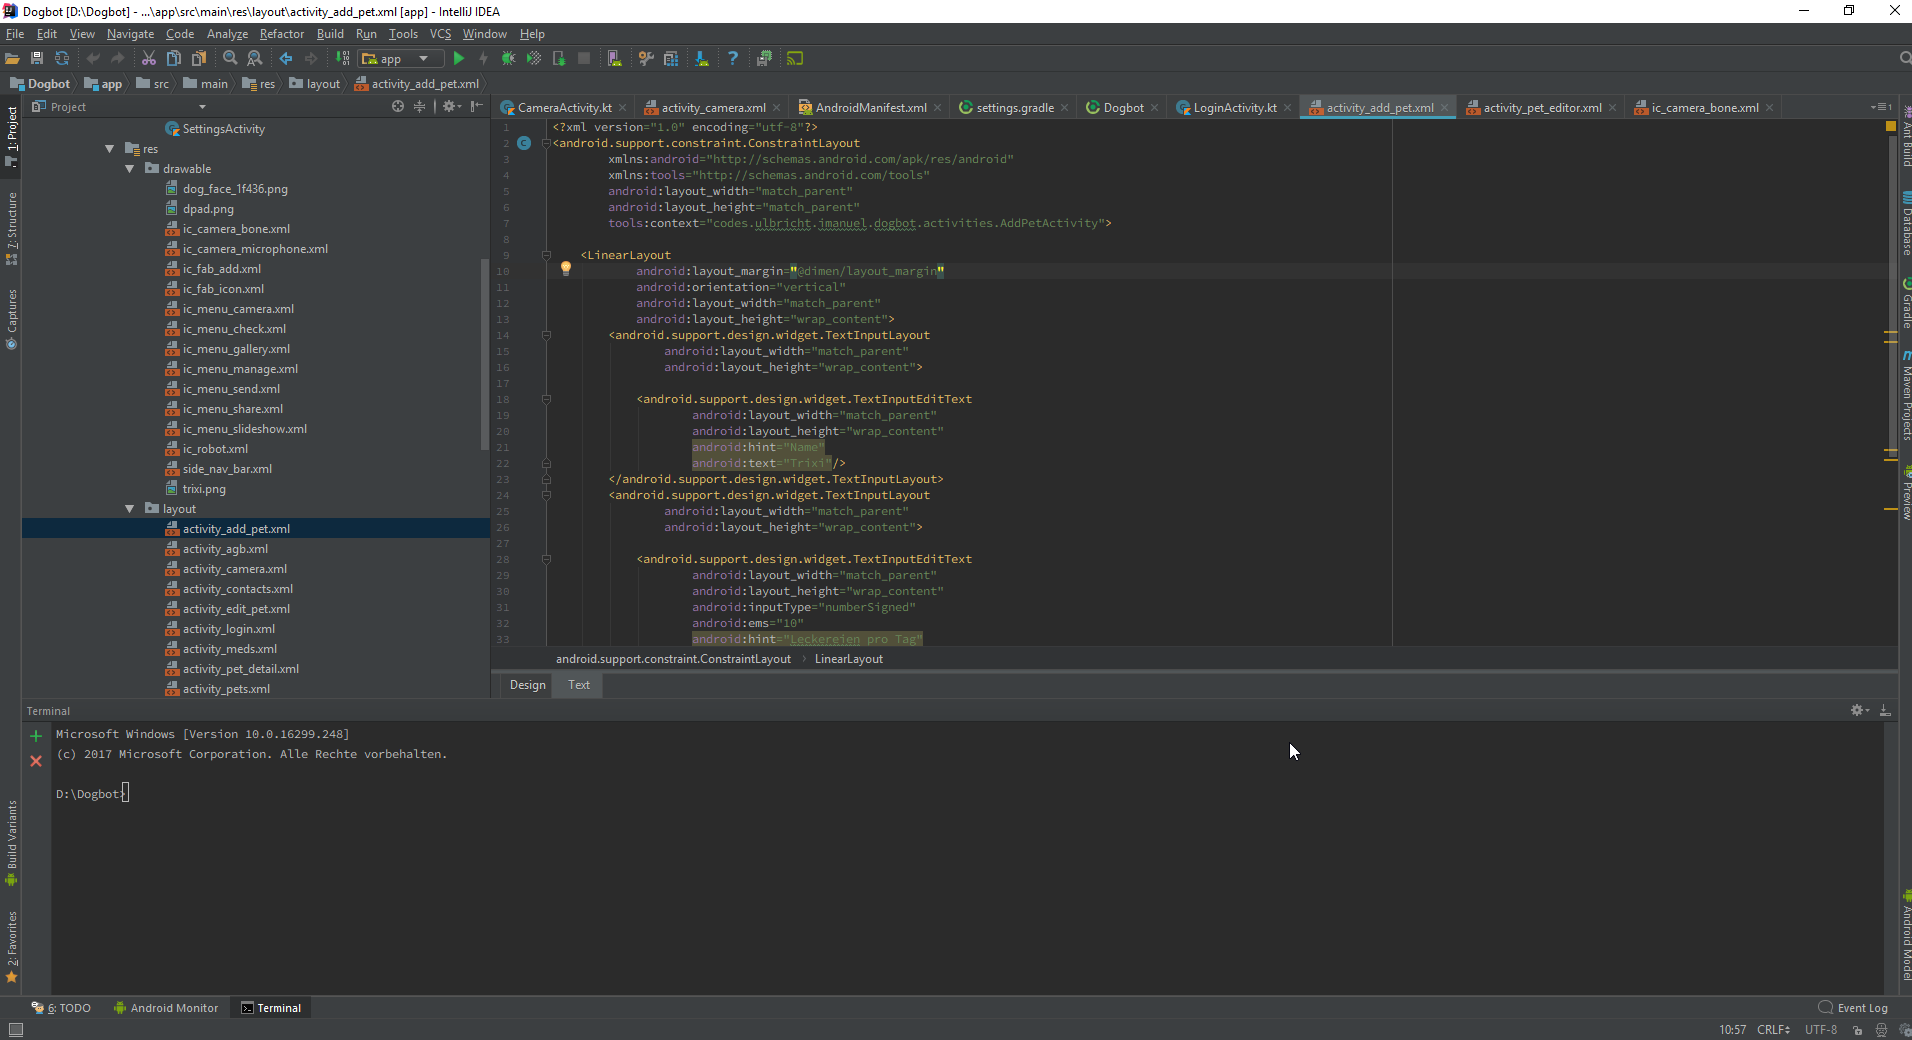 Dogbot [D:\Dogbot] - ...\app\src\main\res\layout\activity_add_pet.xml [app] - IntelliJ IDEA
File Edit View Navigate Code Analyze Refactor Build Run Tools VCS Window Help
app
Dogbot app src main res layout activity_add_pet.xml
Project
CameraActivity.kt activity_camera.xml AndroidManifest.xml settings.gradle Dogbot LoginActivity.kt activity_add_pet.xml activity_pet_editor.xml ic_camera_bone.xml
1: Project
7: Structure
Captures
Build Variants
2: Favorites
SettingsActivity
res
drawable
dog_face_1f436.png
dpad.png
ic_camera_bone.xml
ic_camera_microphone.xml
ic_fab_add.xml
ic_fab_icon.xml
ic_menu_camera.xml
ic_menu_check.xml
ic_menu_gallery.xml
ic_menu_manage.xml
ic_menu_send.xml
ic_menu_share.xml
ic_menu_slideshow.xml
ic_robot.xml
side_nav_bar.xml
trixi.png
layout
activity_add_pet.xml
activity_agb.xml
activity_camera.xml
activity_contacts.xml
activity_edit_pet.xml
activity_login.xml
activity_meds.xml
activity_pet_detail.xml
activity_pets.xml
1 <?xml version="1.0" encoding="utf-8"?>
2 <android.support.constraint.ConstraintLayout
3 xmlns:android="http://schemas.android.com/apk/res/android"
4 xmlns:tools="http://schemas.android.com/tools"
5 android:layout_width="match_parent"
6 android:layout_height="match_parent"
7 tools:context="codes.ulbricht.imanuel.dogbot.activities.AddPetActivity">
8
9 <LinearLayout
10 android:layout_margin="@dimen/layout_margin"
11 android:orientation="vertical"
12 android:layout_width="match_parent"
13 android:layout_height="wrap_content">
14 <android.support.design.widget.TextInputLayout
15 android:layout_width="match_parent"
16 android:layout_height="wrap_content">
17
18 <android.support.design.widget.TextInputEditText
19 android:layout_width="match_parent"
20 android:layout_height="wrap_content"
21 android:hint="Name"
22 android:text="Trixi"/>
23 </android.support.design.widget.TextInputLayout>
24 <android.support.design.widget.TextInputLayout
25 android:layout_width="match_parent"
26 android:layout_height="wrap_content">
27
28 <android.support.design.widget.TextInputEditText
29 android:layout_width="match_parent"
30 android:layout_height="wrap_content"
31 android:inputType="numberSigned"
32 android:ems="10"
33 android:hint="Leckereien pro Tag"
android.support.constraint.ConstraintLayout › LinearLayout
Design Text
Ant Build
Database
Gradle
Maven Projects
Preview
Android Model
Terminal
Microsoft Windows [Version 10.0.16299.248]
(c) 2017 Microsoft Corporation. Alle Rechte vorbehalten.
D:\Dogbot>
6: TODO Android Monitor Terminal Event Log
10:57 CRLF UTF-8